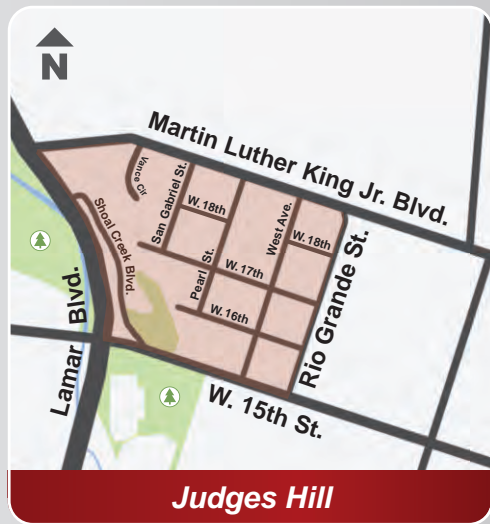 N
Martin Luther King Jr. Blvd.
Vance Cir
San Gabriel St.
W. 18th
West Ave.
W. 18th
Shoal Creek Blvd.
Pearl St.
W. 17th
W. 16th
Rio Grande St.
Lamar Blvd.
W. 15th St.
Judges Hill